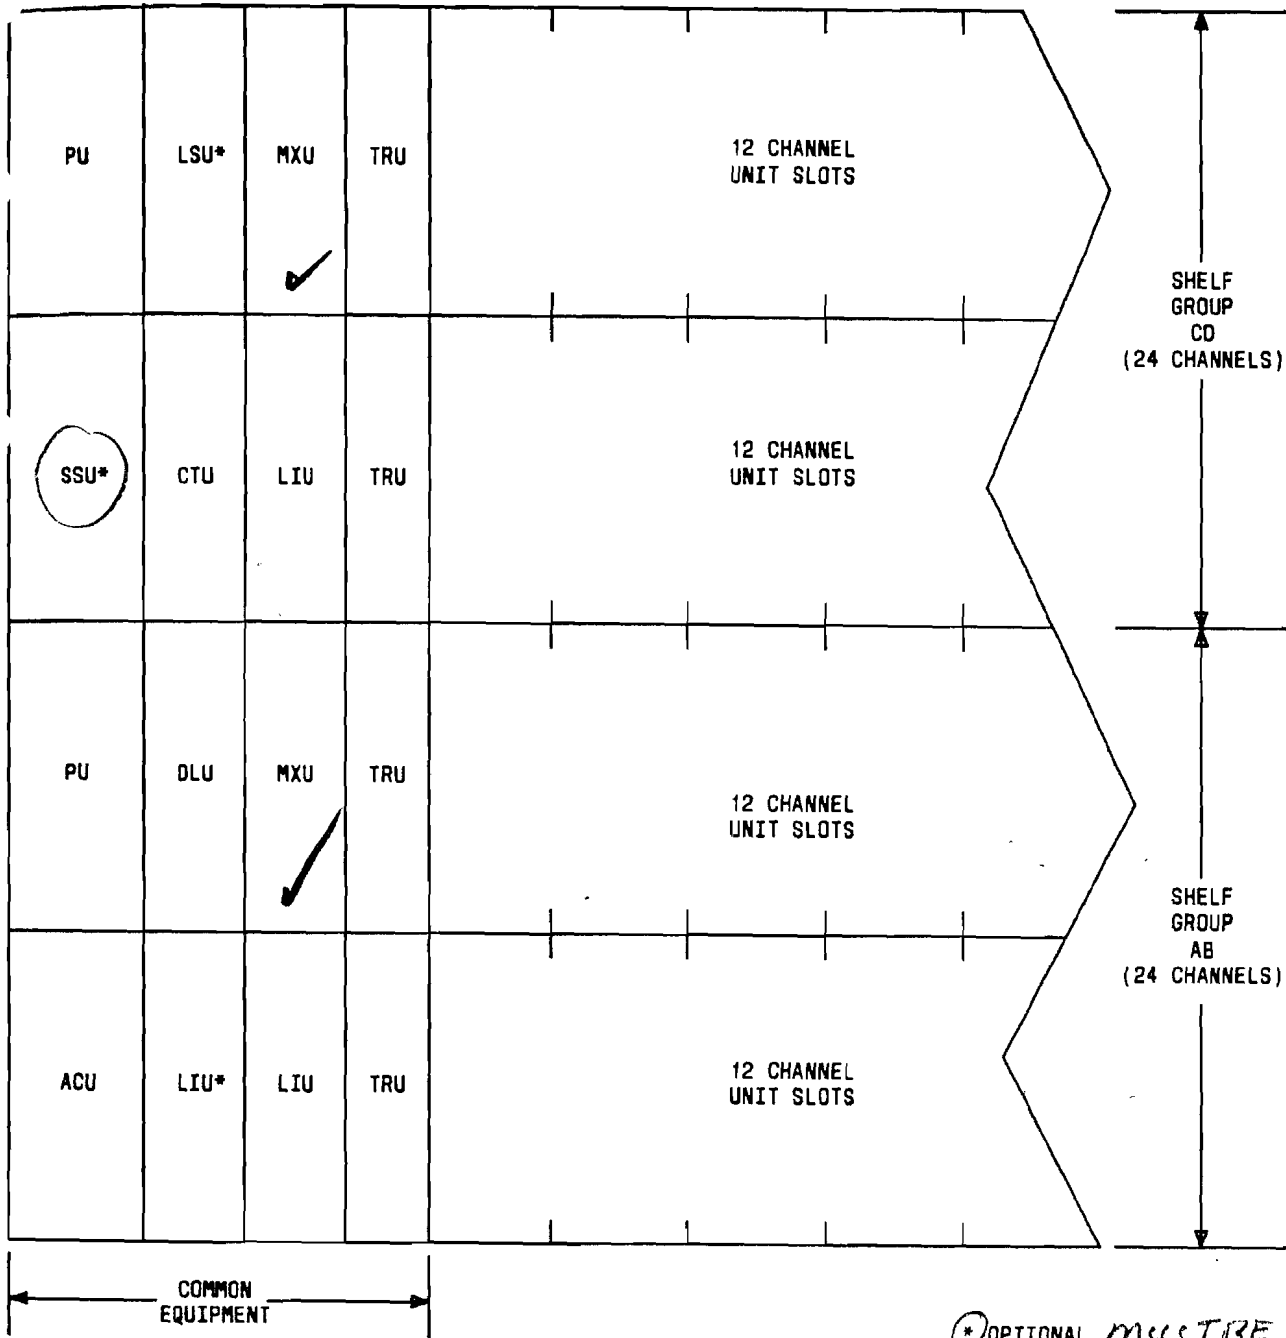 PU LSU* MXU TRU 12 CHANNEL
UNIT SLOTS
SHELF
GROUP
CD
(24 CHANNELS)
SSU* CTU LIU TRU 12 CHANNEL
UNIT SLOTS
PU DLU MXU TRU 12 CHANNEL
UNIT SLOTS
SHELF
GROUP
AB
(24 CHANNELS)
ACU LIU* LIU TRU 12 CHANNEL
UNIT SLOTS
COMMON
EQUIPMENT
* OPTIONAL MUST BE